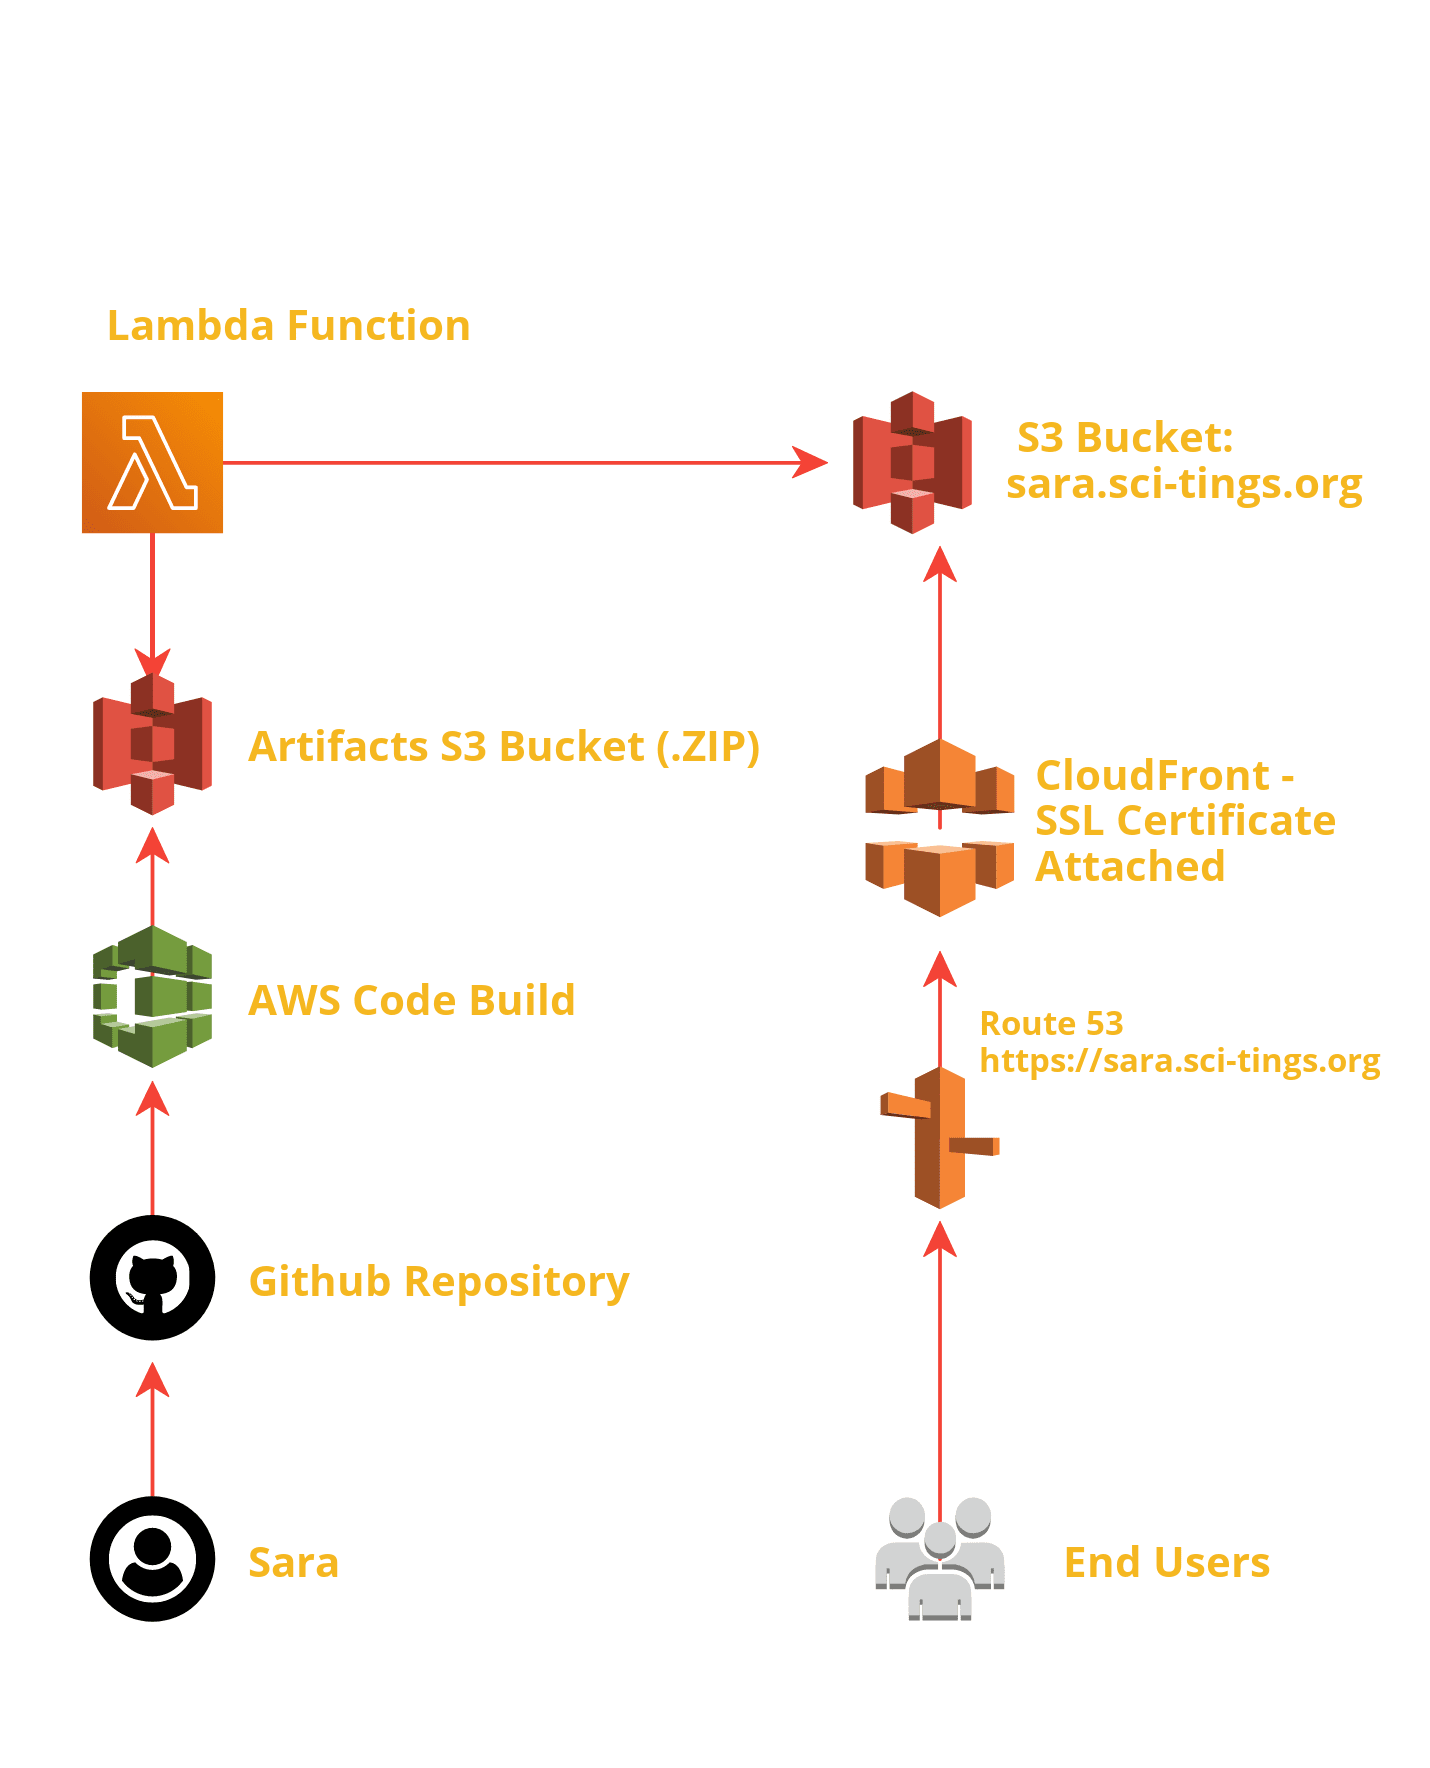 Lambda Function
S3 Bucket:
sara.sci-tings.org
Artifacts S3 Bucket (.ZIP)
CloudFront -
SSL Certificate
Attached
AWS Code Build
Route 53
https://sara.sci-tings.org
Github Repository
Sara
End Users